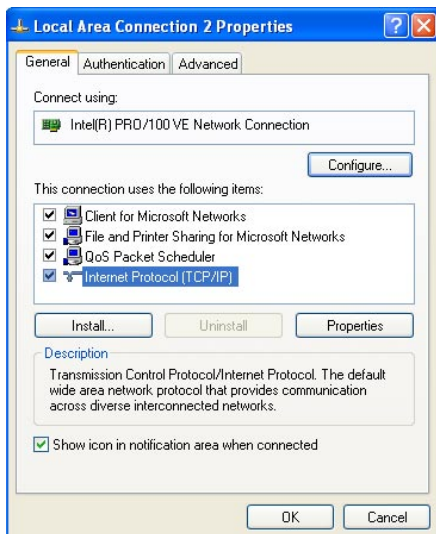 Local Area Connection 2 Properties
General Authentication Advanced
Connect using:
Intel(R) PRO/100 VE Network Connection
Configure...
This connection uses the following items:
Client for Microsoft Networks
File and Printer Sharing for Microsoft Networks
QoS Packet Scheduler
Internet Protocol (TCP/IP)
Install... Uninstall Properties
Description
Transmission Control Protocol/Internet Protocol. The default
wide area network protocol that provides communication
across diverse interconnected networks.
Show icon in notification area when connected
OK Cancel